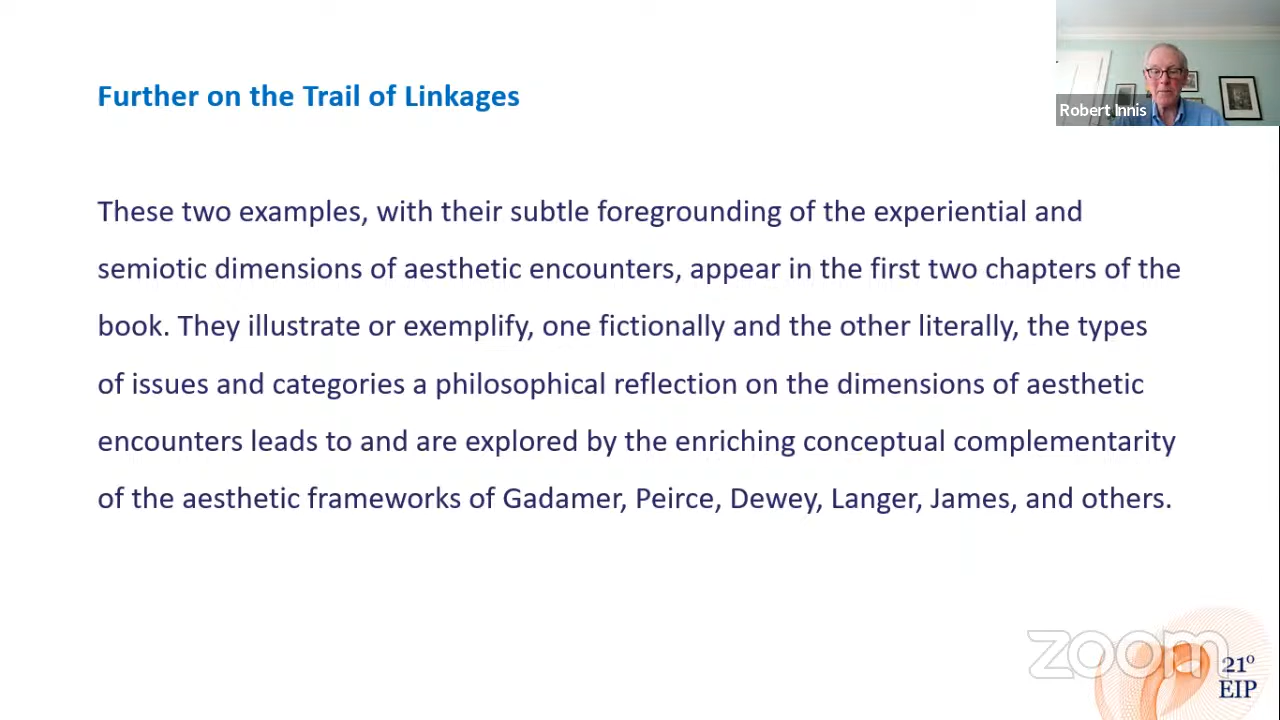 Further on the Trail of Linkages
Robert Innis
These two examples, with their subtle foregrounding of the experiential and
semiotic dimensions of aesthetic encounters, appear in the first two chapters of the
book. They illustrate or exemplify, one fictionally and the other literally, the types
of issues and categories a philosophical reflection on the dimensions of aesthetic
encounters leads to and are explored by the enriching conceptual complementarity
of the aesthetic frameworks of Gadamer, Peirce, Dewey, Langer, James, and others.
zoom
21º
EIP